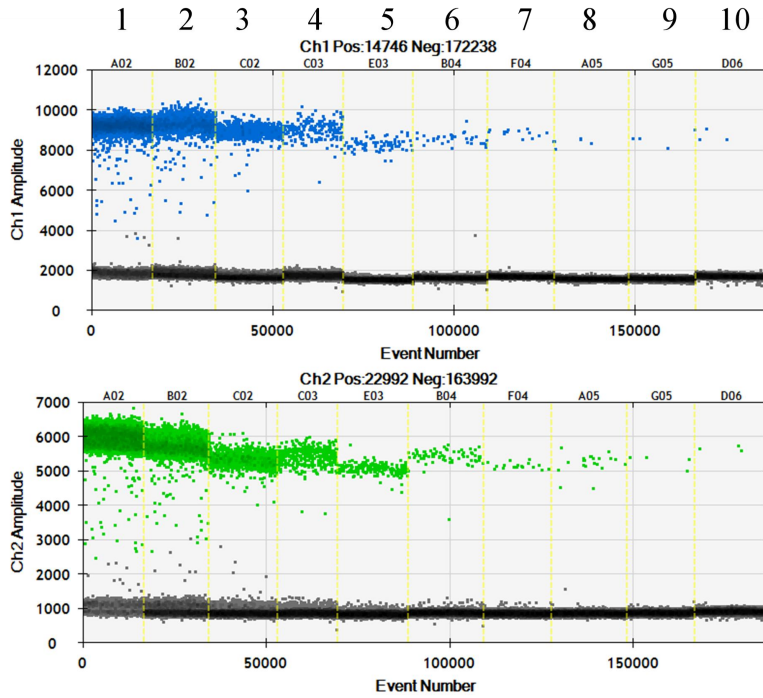 1 2 3 4 5 6 7 8 9 10
Ch1 Pos:14746 Neg:172238
A02 B02 C02 C03 E03 B04 F04 A05 G05 D06
12000
10000
8000
6000
4000
2000
0
Ch1 Amplitude
0 50000 100000 150000
Event Number
Ch2 Pos:22992 Neg:163992
A02 B02 C02 C03 E03 B04 F04 A05 G05 D06
7000
6000
5000
4000
3000
2000
1000
0
Ch2 Amplitude
0 50000 100000 150000
Event Number